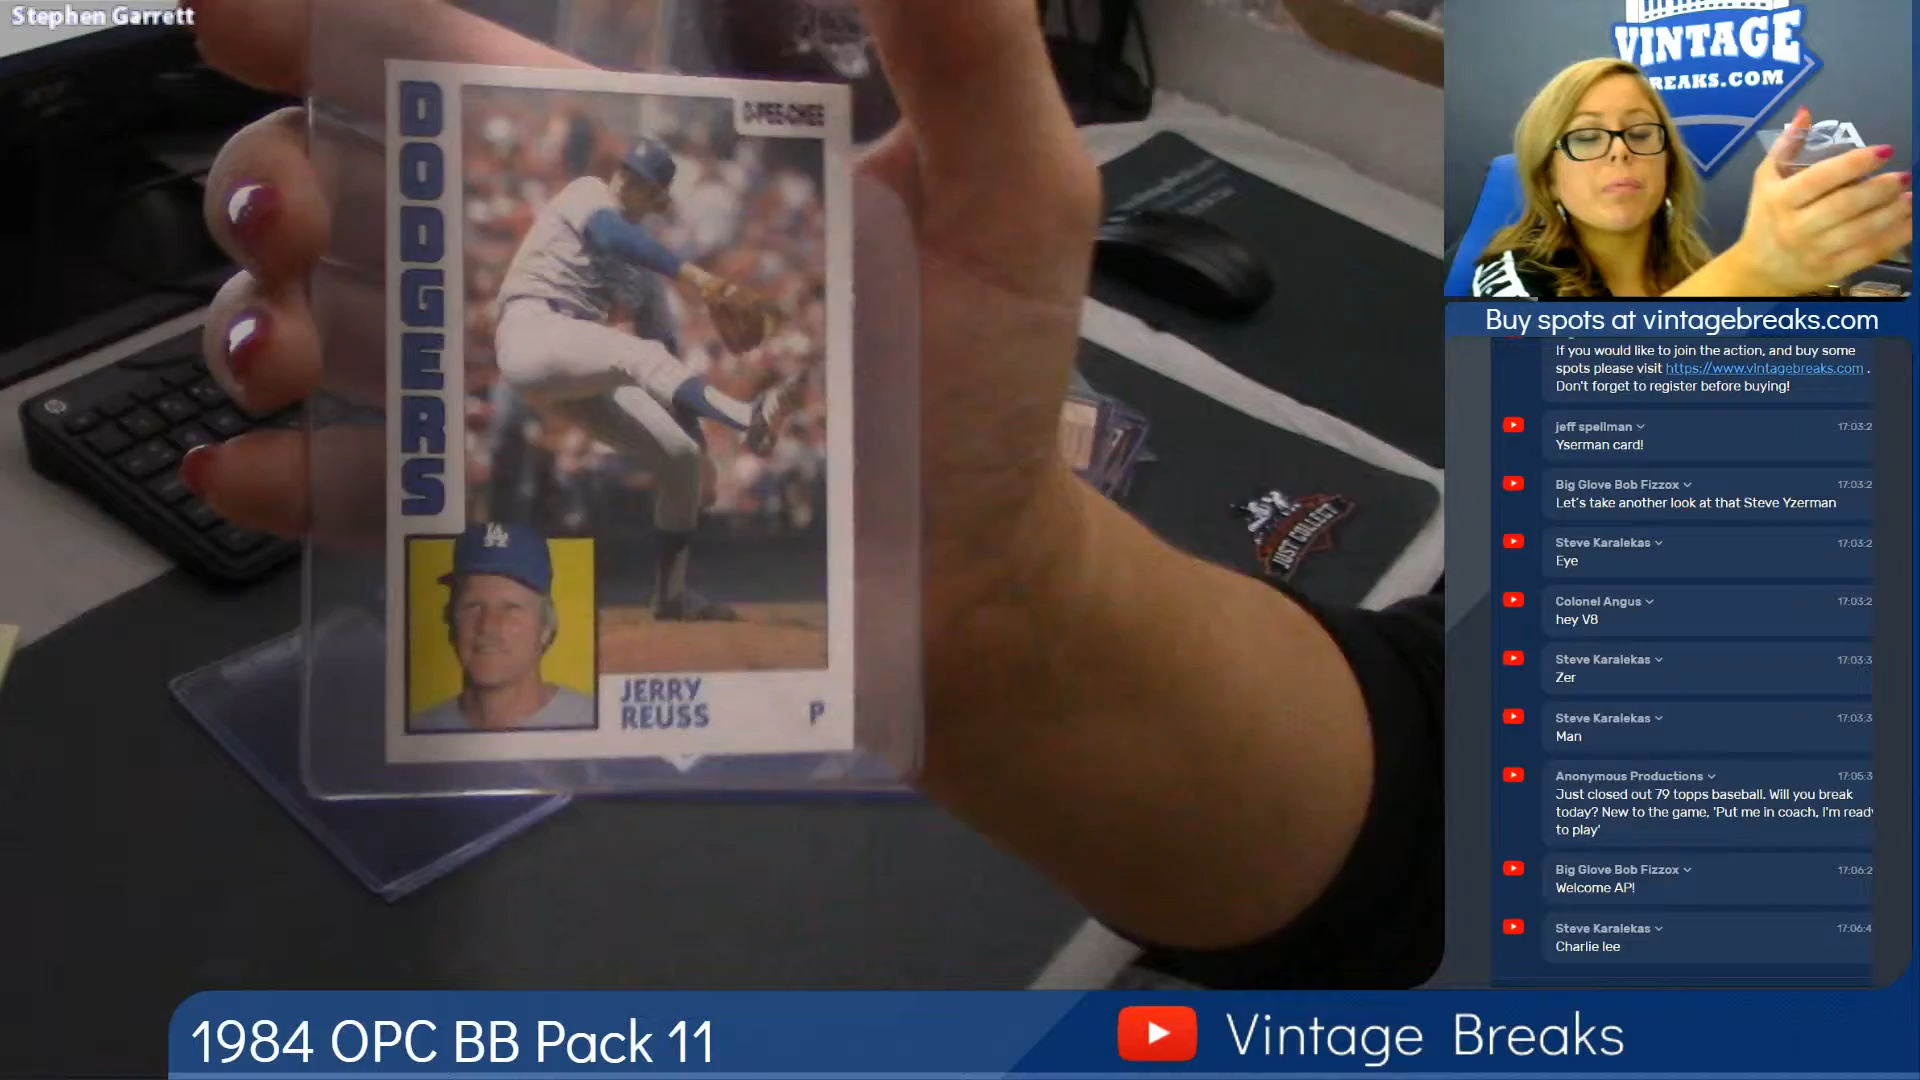 Stephen Garrett
DODGERS
O-PEE-CHEE
JERRY
REUSS
P
JUST COLLECT
VINTAGE
BREAKS.COM
Buy spots at vintagebreaks.com
If you would like to join the action, and buy some
spots please visit https://www.vintagebreaks.com .
Don't forget to register before buying!
jeff spellman 17:03:2
Yserman card!
Big Glove Bob Fizzox 17:03:2
Let's take another look at that Steve Yzerman
Steve Karalekas 17:03:2
Eye
Colonel Angus 17:03:2
hey V8
Steve Karalekas 17:03:3
Zer
Steve Karalekas 17:03:3
Man
Anonymous Productions 17:05:3
Just closed out 79 topps baseball. Will you break
today? New to the game, 'Put me in coach, I'm ready
to play'
Big Glove Bob Fizzox 17:06:2
Welcome AP!
Steve Karalekas 17:06:4
Charlie lee
1984 OPC BB Pack 11
Vintage Breaks